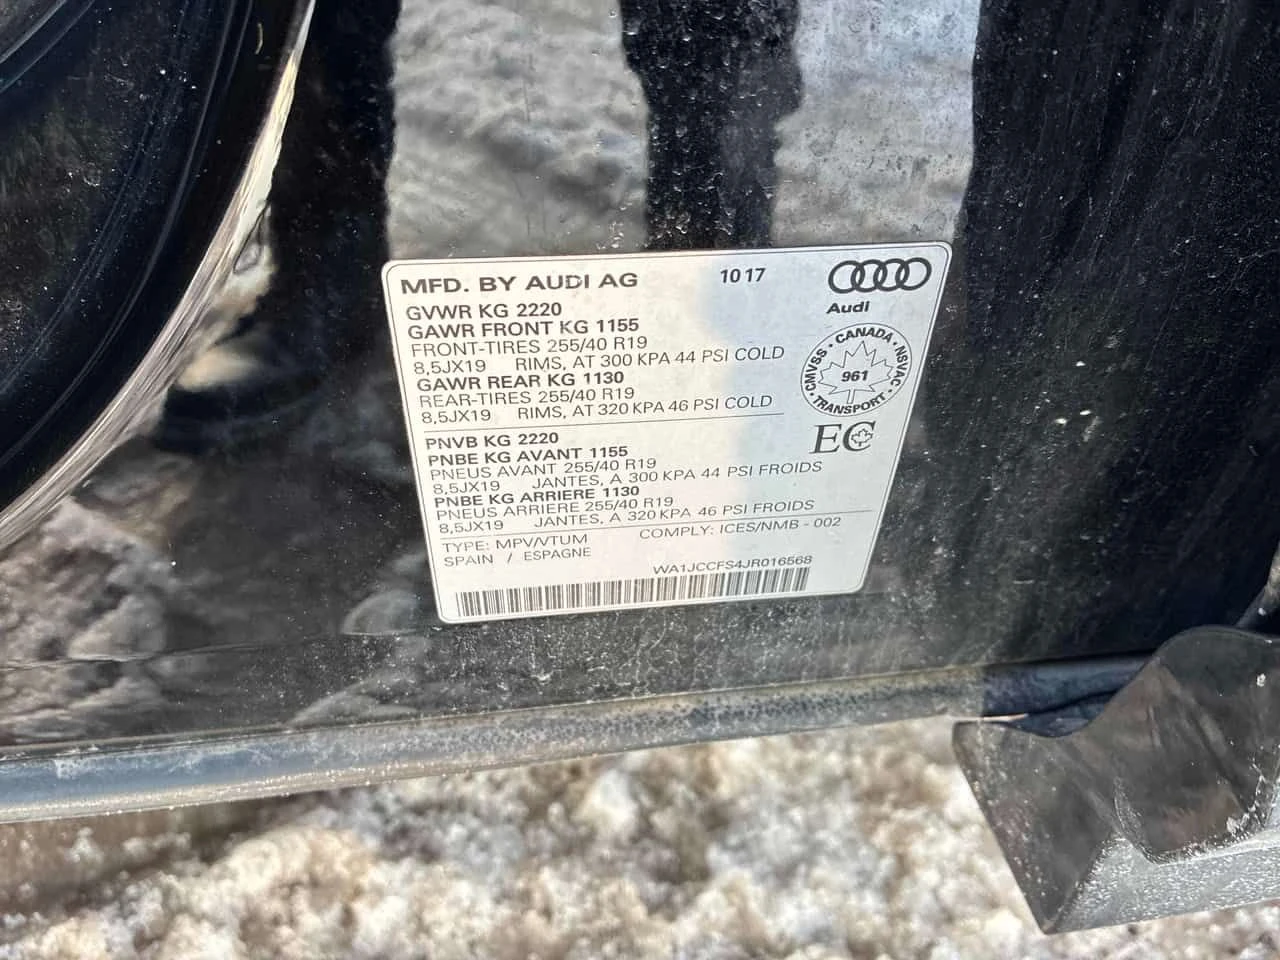 MFD. BY AUDI AG 10 17
Audi
GVWR KG 2220
GAWR FRONT KG 1155
FRONT-TIRES 255/40 R19
8,5JX19 RIMS, AT 300 KPA 44 PSI COLD
GAWR REAR KG 1130
REAR-TIRES 255/40 R19
8,5JX19 RIMS, AT 320 KPA 46 PSI COLD
CMVSS • CANADA • NSVAC • TRANSPORT •
961
EC
PNVB KG 2220
PNBE KG AVANT 1155
PNEUS AVANT 255/40 R19
8,5JX19 JANTES, A 300 KPA 44 PSI FROIDS
PNBE KG ARRIERE 1130
PNEUS ARRIERE 255/40 R19
8,5JX19 JANTES, A 320 KPA 46 PSI FROIDS
TYPE: MPV/VTUM COMPLY: ICES/NMB - 002
SPAIN / ESPAGNE
WA1JCCFS4JR016568